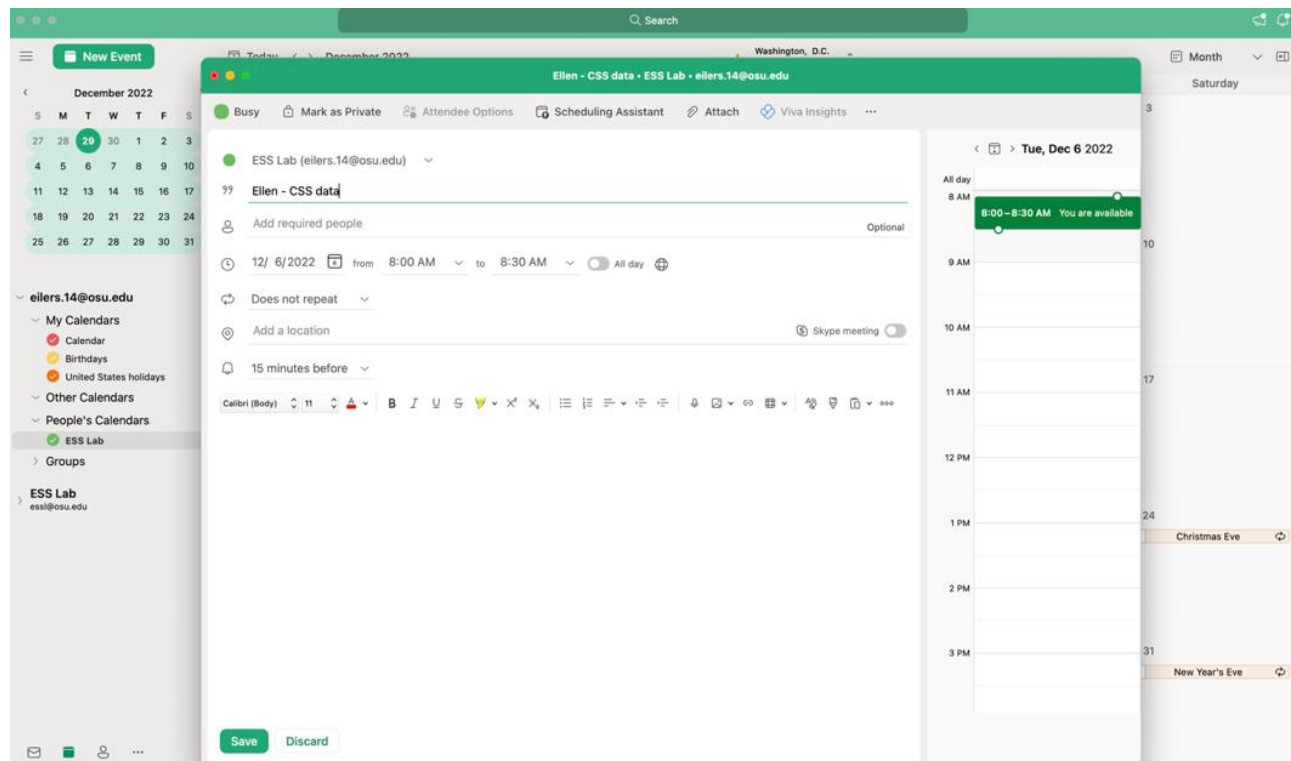 Search
New Event
Today December 2022
Washington, D.C.
Month
Saturday
December 2022
S M T W T F S
27 28 29 30 1 2 3
4 5 6 7 8 9 10
11 12 13 14 15 16 17
18 19 20 21 22 23 24
25 26 27 28 29 30 31
eilers.14@osu.edu
My Calendars
Calendar
Birthdays
United States holidays
Other Calendars
People's Calendars
ESS Lab
Groups
ESS Lab
essl@osu.edu
Ellen - CSS data • ESS Lab • eilers.14@osu.edu
Busy Mark as Private Attendee Options Scheduling Assistant Attach Viva Insights
ESS Lab (eilers.14@osu.edu)
Ellen - CSS data
Add required people Optional
12/ 6/2022 from 8:00 AM to 8:30 AM All day
Does not repeat
Add a location Skype meeting
15 minutes before
Calibri (Body) 11 A B I U S X² X₂
Save Discard
Tue, Dec 6 2022
All day
8 AM
8:00–8:30 AM You are available
9 AM
10 AM
11 AM
12 PM
1 PM
2 PM
3 PM
3
10
17
24
Christmas Eve
31
New Year's Eve